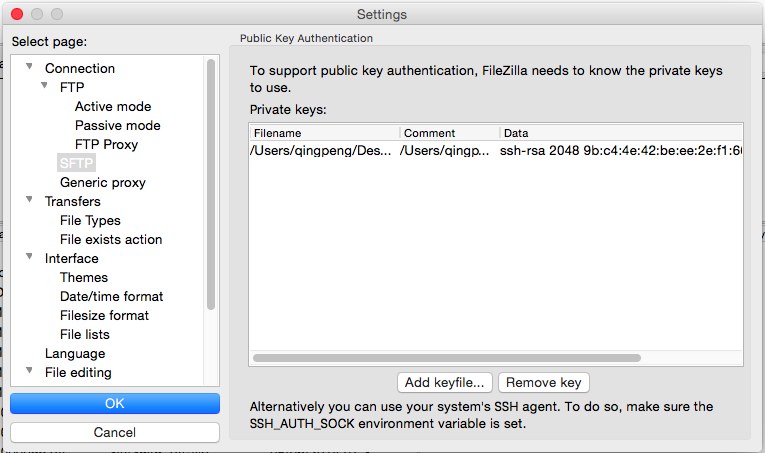 Settings
Select page:
Connection
FTP
Active mode
Passive mode
FTP Proxy
SFTP
Generic proxy
Transfers
File Types
File exists action
Interface
Themes
Date/time format
Filesize format
File lists
Language
File editing
OK
Cancel
Public Key Authentication
To support public key authentication, FileZilla needs to know the private keys
to use.
Private keys:
Filename Comment Data
/Users/qingpeng/Des... /Users/qingp... ssh-rsa 2048 9b:c4:4e:42:be:ee:2e:f1:6
Add keyfile... Remove key
Alternatively you can use your system's SSH agent. To do so, make sure the
SSH_AUTH_SOCK environment variable is set.